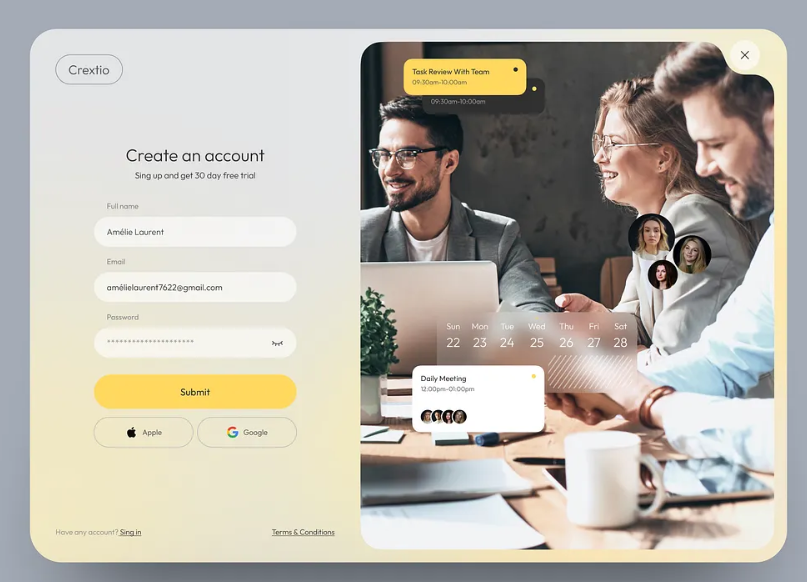 Crextio
Create an account
Sing up and get 30 day free trial
Full name
Amélie Laurent
Email
amélielaurent7622@gmail.com
Password
Submit
Apple
Google
Have any account? Sing in
Terms & Conditions
Task Review With Team
09:30am-10:00am
09:30am-10:00am
Sun Mon Tue Wed Thu Fri Sat
22 23 24 25 26 27 28
Daily Meeting
12:00pm-01:00pm